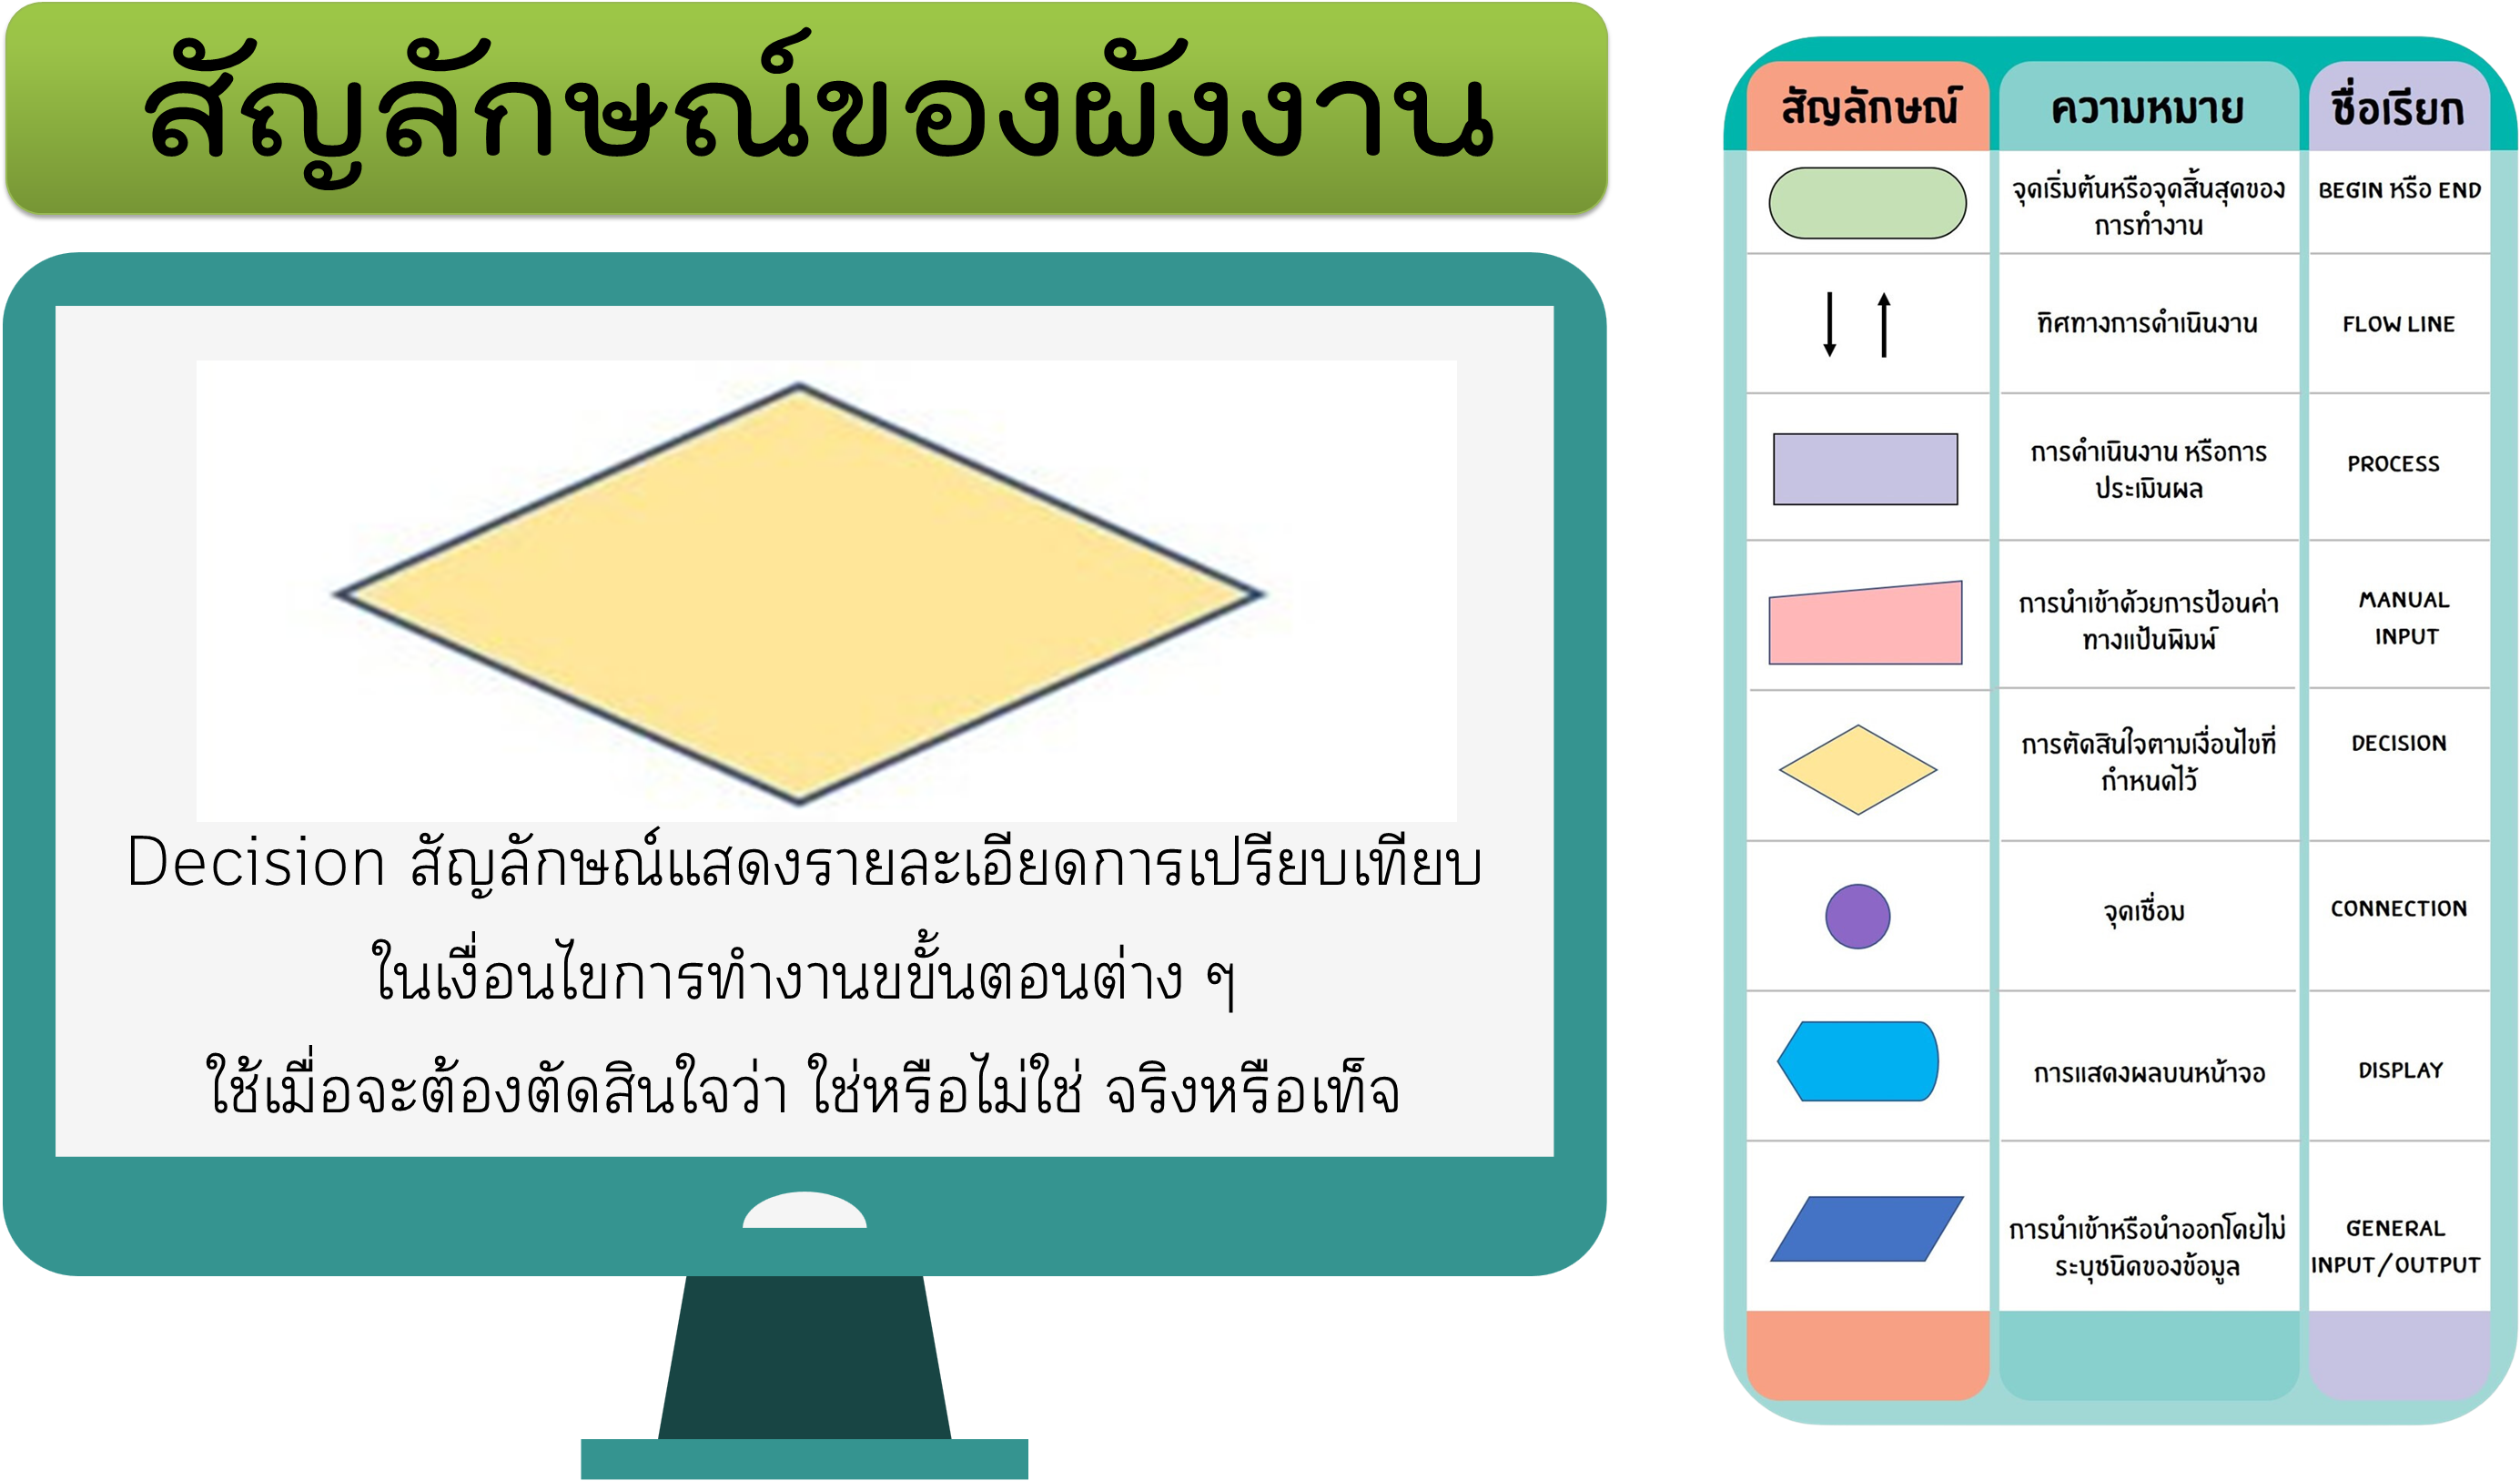 สัญลักษณ์ของผังงาน
Decision สัญลักษณ์แสดงรายละเอียดการเปรียบเทียบ
ในเงื่อนไขการทำงานขขั้นตอนต่าง ๆ
ใช้เมื่อจะต้องตัดสินใจว่า ใช่หรือไม่ใช่ จริงหรือเท็จ
สัญลักษณ์ ความหมาย ชื่อเรียก
จุดเริ่มต้นหรือจุดสิ้นสุดของ BEGIN หรือ END
การทำงาน
ทิศทางการดำเนินงาน FLOW LINE
การดำเนินงาน หรือการ
ประเมินผล
PROCESS
การนำเข้าด้วยการป้อนค่า MANUAL
ทางแป้นพิมพ์ INPUT
การตัดสินใจตามเงื่อนไขที่ DECISION
กำหนดไว้
จุดเชื่อม CONNECTION
การแสดงผลบนหน้าจอ DISPLAY
การนำเข้าหรือนำออกโดยไม่ GENERAL
ระบุชนิดของข้อมูล INPUT/OUTPUT